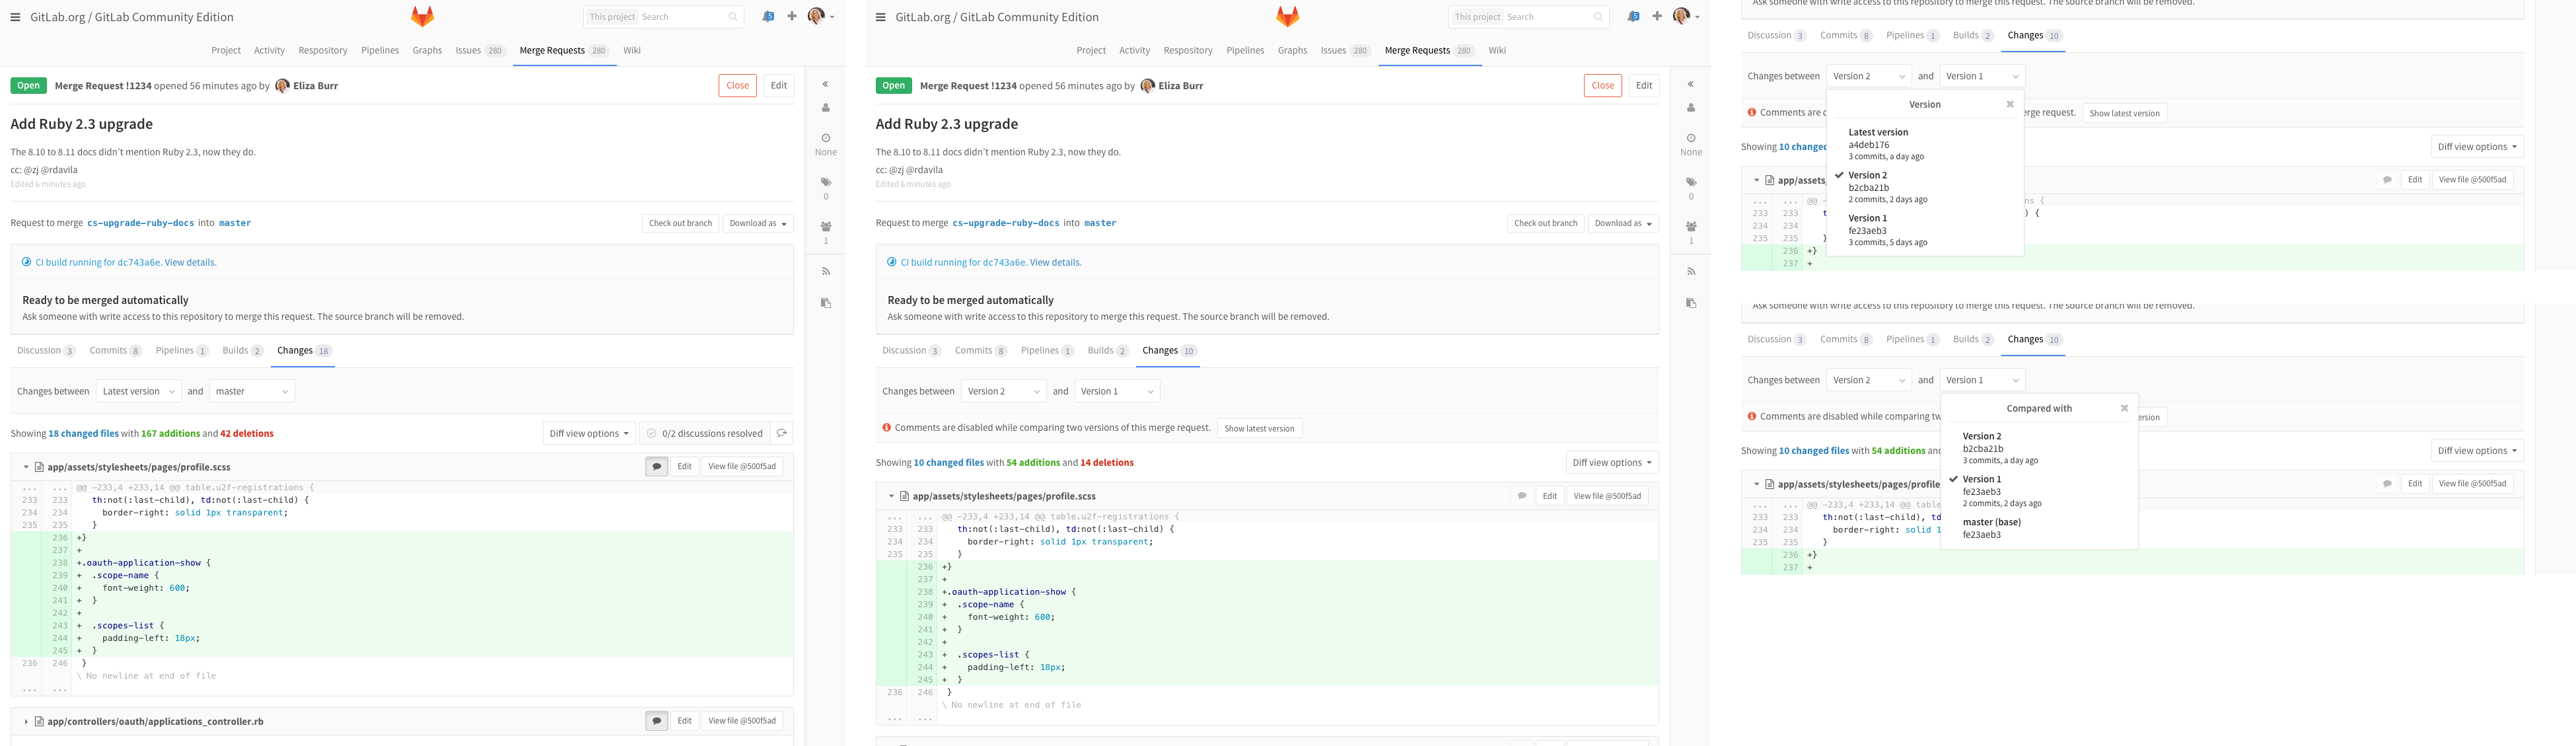 GitLab.org / GitLab Community Edition
This project Search
5
Project Activity Respository Pipelines Graphs Issues 280 Merge Requests 280 Wiki
Open Merge Request !1234 opened 56 minutes ago by Eliza Burr Close Edit
Add Ruby 2.3 upgrade
None
The 8.10 to 8.11 docs didn't mention Ruby 2.3, now they do.
cc: @zj @rdavila
Edited 6 minutes ago
0
Request to merge cs-upgrade-ruby-docs into master Check out branch Download as
1
CI build running for dc743a6e. View details.
Ready to be merged automatically
Ask someone with write access to this repository to merge this request. The source branch will be removed.
Discussion 3 Commits 8 Pipelines 1 Builds 2 Changes 18
Changes between Latest version and master
Showing 18 changed files with 167 additions and 42 deletions Diff view options 0/2 discussions resolved
app/assets/stylesheets/pages/profile.scss Edit View file @500f5ad
... ... @@ -233,4 +233,14 @@ table.u2f-registrations {
233 233 th:not(:last-child), td:not(:last-child) {
234 234 border-right: solid 1px transparent;
235 235 }
236 +}
237 +
238 +.oauth-application-show {
239 + .scope-name {
240 + font-weight: 600;
241 + }
242 +
243 + .scopes-list {
244 + padding-left: 18px;
245 + }
236 246 }
\ No newline at end of file
... ...
app/controllers/oauth/applications_controller.rb Edit View file @500f5ad
GitLab.org / GitLab Community Edition
This project Search
5
Project Activity Respository Pipelines Graphs Issues 280 Merge Requests 280 Wiki
Open Merge Request !1234 opened 56 minutes ago by Eliza Burr Close Edit
Add Ruby 2.3 upgrade
None
The 8.10 to 8.11 docs didn't mention Ruby 2.3, now they do.
cc: @zj @rdavila
Edited 6 minutes ago
0
Request to merge cs-upgrade-ruby-docs into master Check out branch Download as
1
CI build running for dc743a6e. View details.
Ready to be merged automatically
Ask someone with write access to this repository to merge this request. The source branch will be removed.
Discussion 3 Commits 8 Pipelines 1 Builds 2 Changes 10
Changes between Version 2 and Version 1
Comments are disabled while comparing two versions of this merge request. Show latest version
Showing 10 changed files with 54 additions and 14 deletions Diff view options
app/assets/stylesheets/pages/profile.scss Edit View file @500f5ad
... ... @@ -233,4 +233,14 @@ table.u2f-registrations {
233 233 th:not(:last-child), td:not(:last-child) {
234 234 border-right: solid 1px transparent;
235 235 }
236 +}
237 +
238 +.oauth-application-show {
239 + .scope-name {
240 + font-weight: 600;
241 + }
242 +
243 + .scopes-list {
244 + padding-left: 18px;
245 + }
236 246 }
\ No newline at end of file
... ...
Ask someone with write access to this repository to merge this request. The source branch will be removed.
Discussion 3 Commits 8 Pipelines 1 Builds 2 Changes 10
Changes between Version 2 and Version 1
Version
Comments are d erge request. Show latest version
Latest version
a4deb176
3 commits, a day ago
Showing 10 changed Diff view options
Version 2
b2cba21b
2 commits, 2 days ago
app/assets Edit View file @500f5ad
Version 1
fe23aeb3
3 commits, 5 days ago
... ... @@ - ns {
233 233 t ) {
234 234
235 235 }
236 +}
237 +
Ask someone with write access to this repository to merge this request. The source branch will be removed.
Discussion 3 Commits 8 Pipelines 1 Builds 2 Changes 10
Changes between Version 2 and Version 1
Compared with
Comments are disabled while comparing tw ersion
Version 2
b2cba21b
3 commits, a day ago
Showing 10 changed files with 54 additions and Diff view options
Version 1
fe23aeb3
2 commits, 2 days ago
app/assets/stylesheets/pages/profile Edit View file @500f5ad
master (base)
fe23aeb3
... ... @@ -233,4 +233,14 @@ table.u
233 233 th:not(:last-child), td
234 234 border-right: solid 1
235 235 }
236 +}
237 +